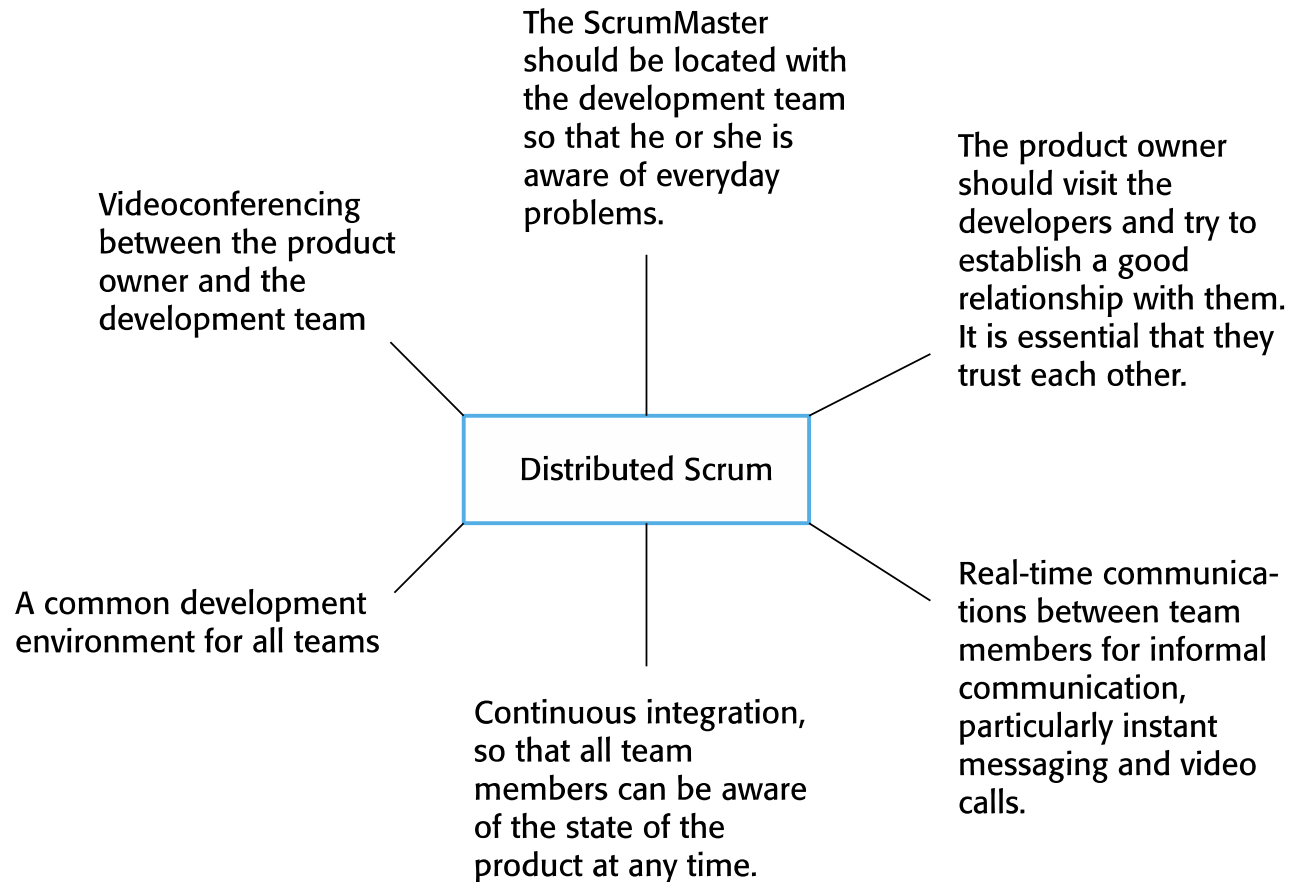 The ScrumMaster
should be located with
the development team
so that he or she is
aware of everyday
problems.
Videoconferencing
between the product
owner and the
development team
The product owner
should visit the
developers and try to
establish a good
relationship with them.
It is essential that they
trust each other.
Distributed Scrum
A common development
environment for all teams
Continuous integration,
so that all team
members can be aware
of the state of the
product at any time.
Real-time communica-
tions between team
members for informal
communication,
particularly instant
messaging and video
calls.